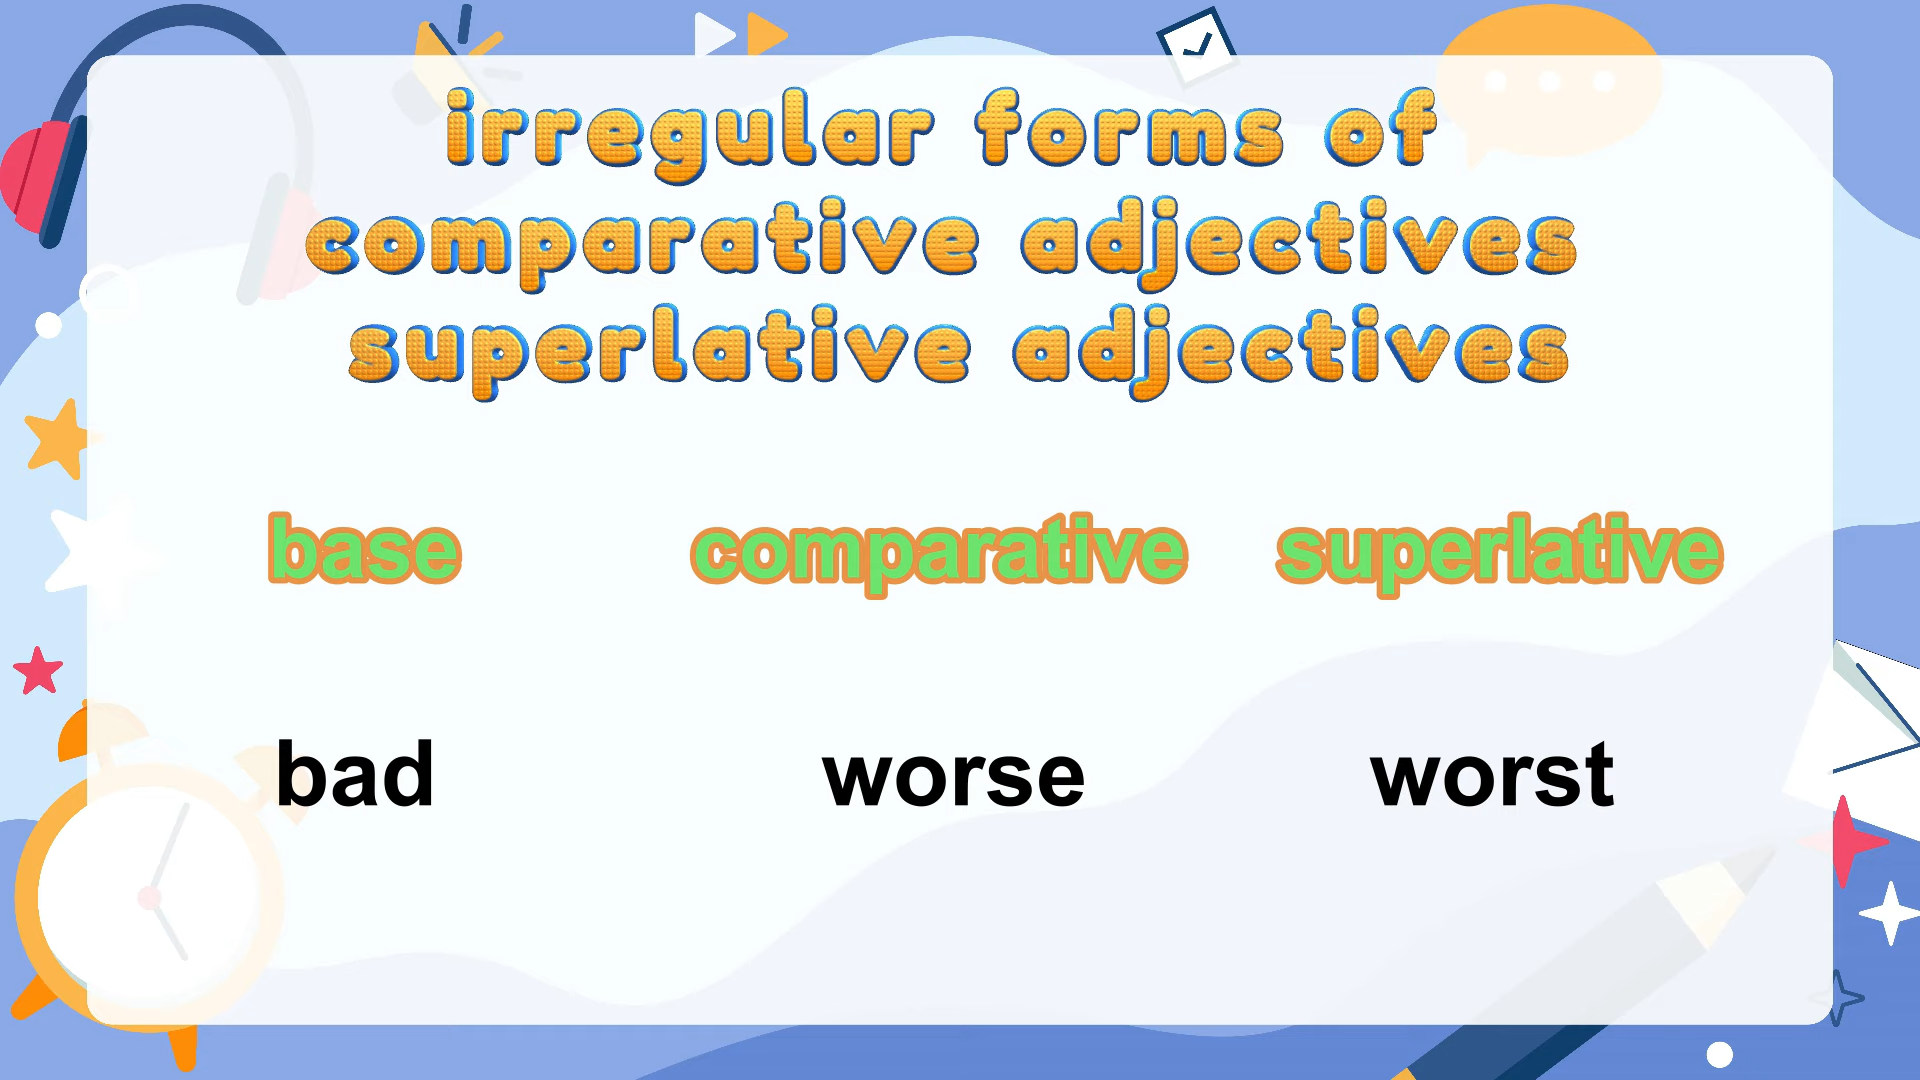 irregular forms of
comparative adjectives
superlative adjectives
base comparative superlative
bad worse worst